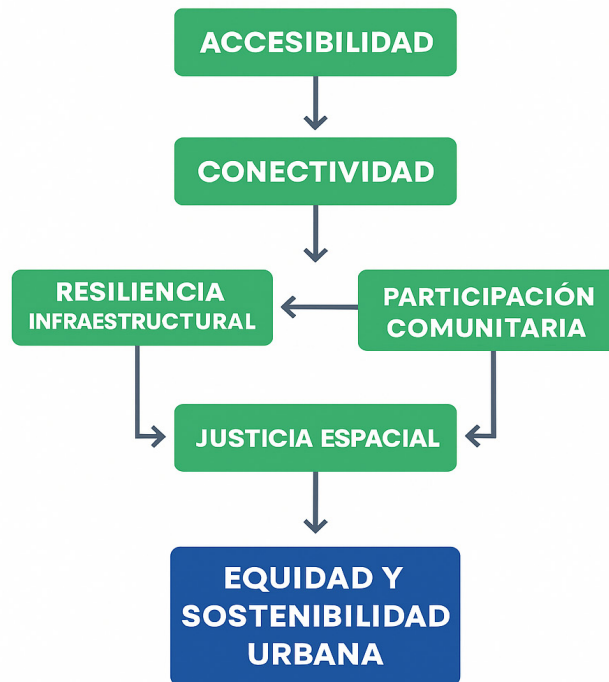 ACCESIBILIDAD
CONECTIVIDAD
RESILIENCIA
INFRAESTRUCTURAL
PARTICIPACIÓN
COMUNITARIA
JUSTICIA ESPACIAL
EQUIDAD Y
SOSTENIBILIDAD
URBANA